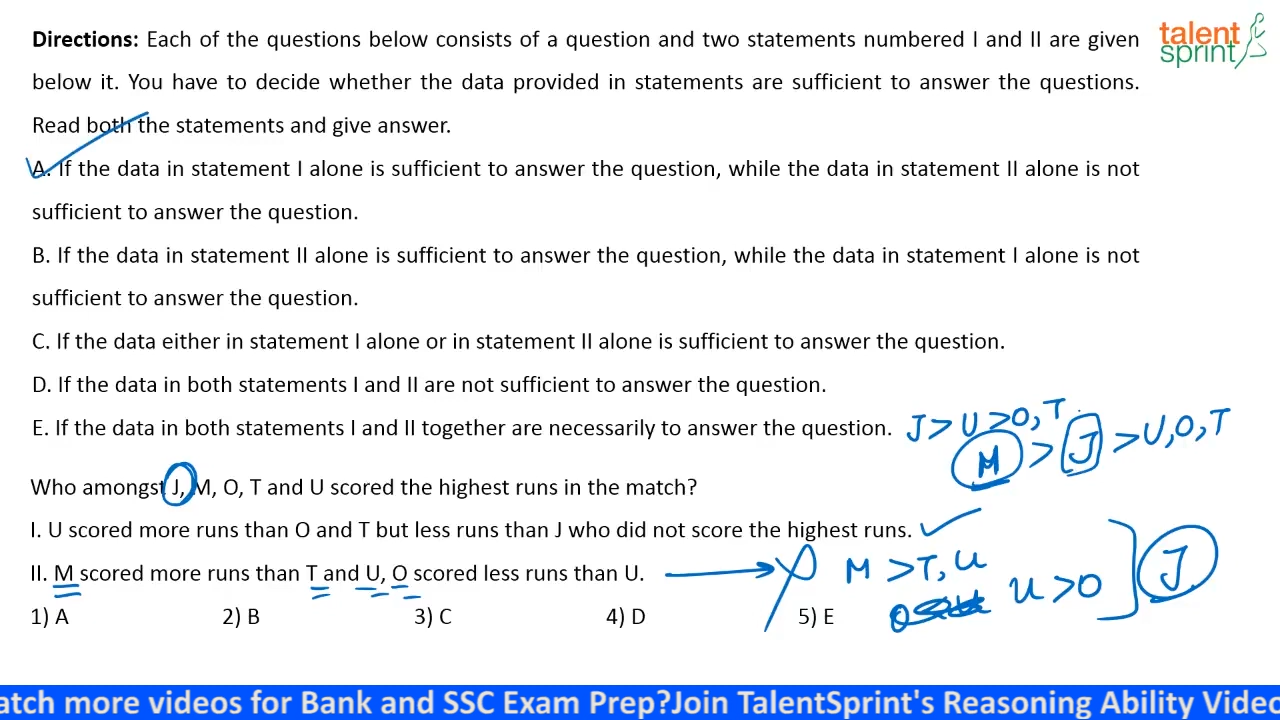 Directions: Each of the questions below consists of a question and two statements numbered I and II are given
talent
sprint
below it. You have to decide whether the data provided in statements are sufficient to answer the questions.
Read both the statements and give answer.
A. If the data in statement I alone is sufficient to answer the question, while the data in statement II alone is not
sufficient to answer the question.
B. If the data in statement II alone is sufficient to answer the question, while the data in statement I alone is not
sufficient to answer the question.
C. If the data either in statement I alone or in statement II alone is sufficient to answer the question.
D. If the data in both statements I and II are not sufficient to answer the question.
E. If the data in both statements I and II together are necessarily to answer the question.
J > U > O, T
M > J > U, O, T
Who amongst J, M, O, T and U scored the highest runs in the match?
I. U scored more runs than O and T but less runs than J who did not score the highest runs.
II. M scored more runs than T and U, O scored less runs than U.
M > T, U
U > O
J
1) A 2) B 3) C 4) D 5) E
atch more videos for Bank and SSC Exam Prep?Join TalentSprint's Reasoning Ability Video